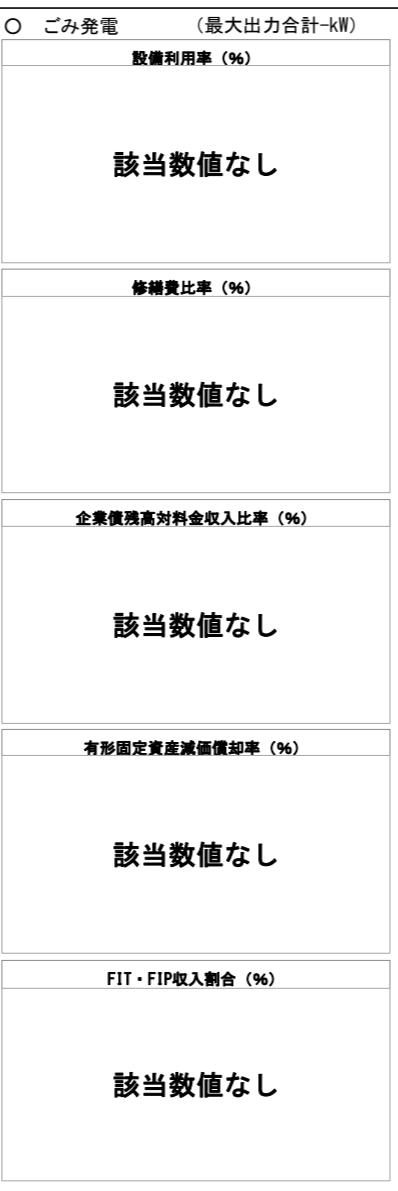 ○ ごみ発電 （最大出力合計-kW）
設備利用率（%）
該当数値なし
修繕費比率（%）
該当数値なし
企業債残高対料金収入比率（%）
該当数値なし
有形固定資産減価償却率（%）
該当数値なし
FIT・FIP収入割合（%）
該当数値なし